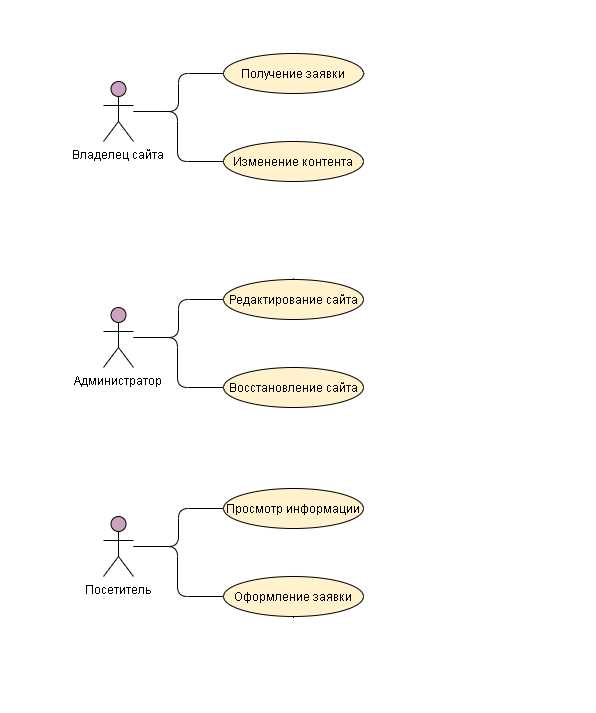 Получение заявки
Владелец сайта
Изменение контента
Редактирование сайта
Администратор
Восстановление сайта
Просмотр информации
Посетитель
Оформление заявки